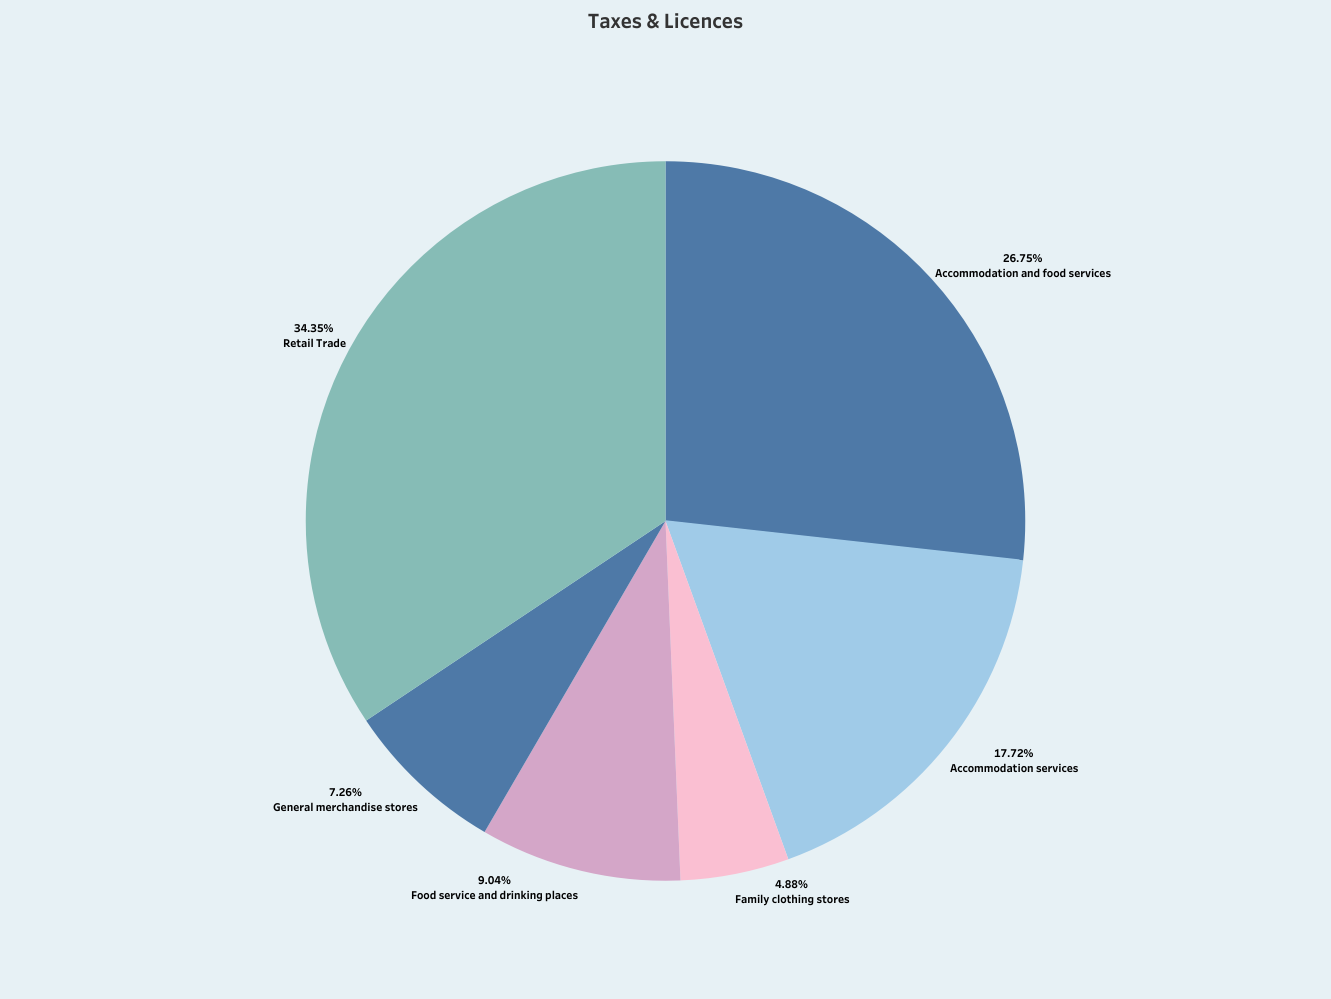 Taxes & Licences
26.75%
Accommodation and food services
34.35%
Retail Trade
17.72%
Accommodation services
7.26%
General merchandise stores
9.04%
Food service and drinking places
4.88%
Family clothing stores